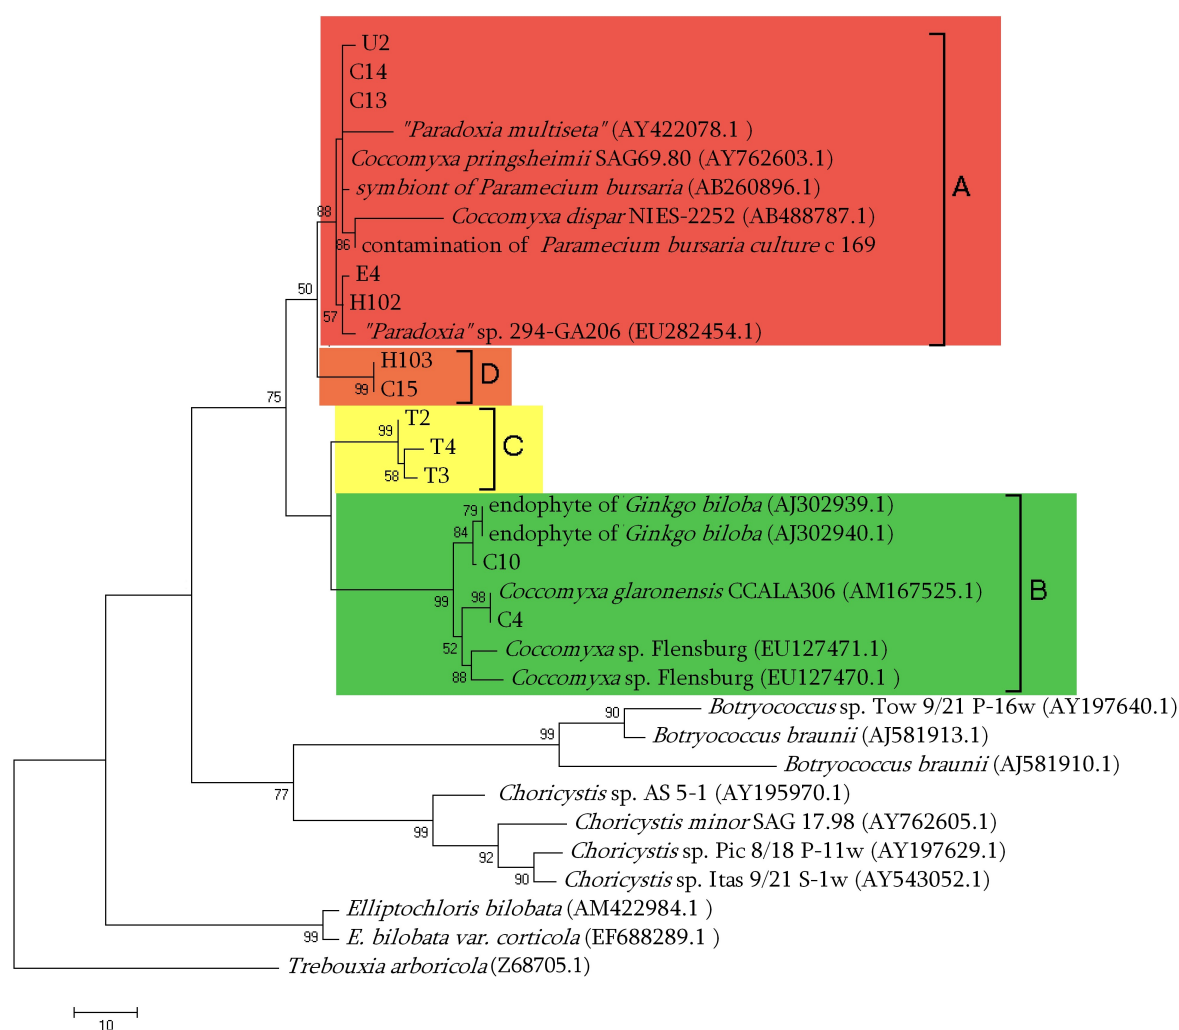 U2
C14
C13
"Paradoxia multiseta" (AY422078.1 )
Coccomyxa pringsheimii SAG69.80 (AY762603.1)
A
symbiont of Paramecium bursaria (AB260896.1)
88
Coccomyxa dispar NIES-2252 (AB488787.1)
86
contamination of Paramecium bursaria culture c 169
E4
50
H102
57
"Paradoxia" sp. 294-GA206 (EU282454.1)
H103
D
99
C15
75
T2
99
T4
C
58
T3
79
endophyte of Ginkgo biloba (AJ302939.1)
84
endophyte of Ginkgo biloba (AJ302940.1)
C10
98
Coccomyxa glaronensis CCALA306 (AM167525.1)
B
99
C4
52
Coccomyxa sp. Flensburg (EU127471.1)
88
Coccomyxa sp. Flensburg (EU127470.1 )
90
Botryococcus sp. Tow 9/21 P-16w (AY197640.1)
99
Botryococcus braunii (AJ581913.1)
Botryococcus braunii (AJ581910.1)
77
Choricystis sp. AS 5-1 (AY195970.1)
99
Choricystis minor SAG 17.98 (AY762605.1)
92
Choricystis sp. Pic 8/18 P-11w (AY197629.1)
90
Choricystis sp. Itas 9/21 S-1w (AY543052.1)
Elliptochloris bilobata (AM422984.1 )
99
E. bilobata var. corticola (EF688289.1 )
Trebouxia arboricola (Z68705.1)
10